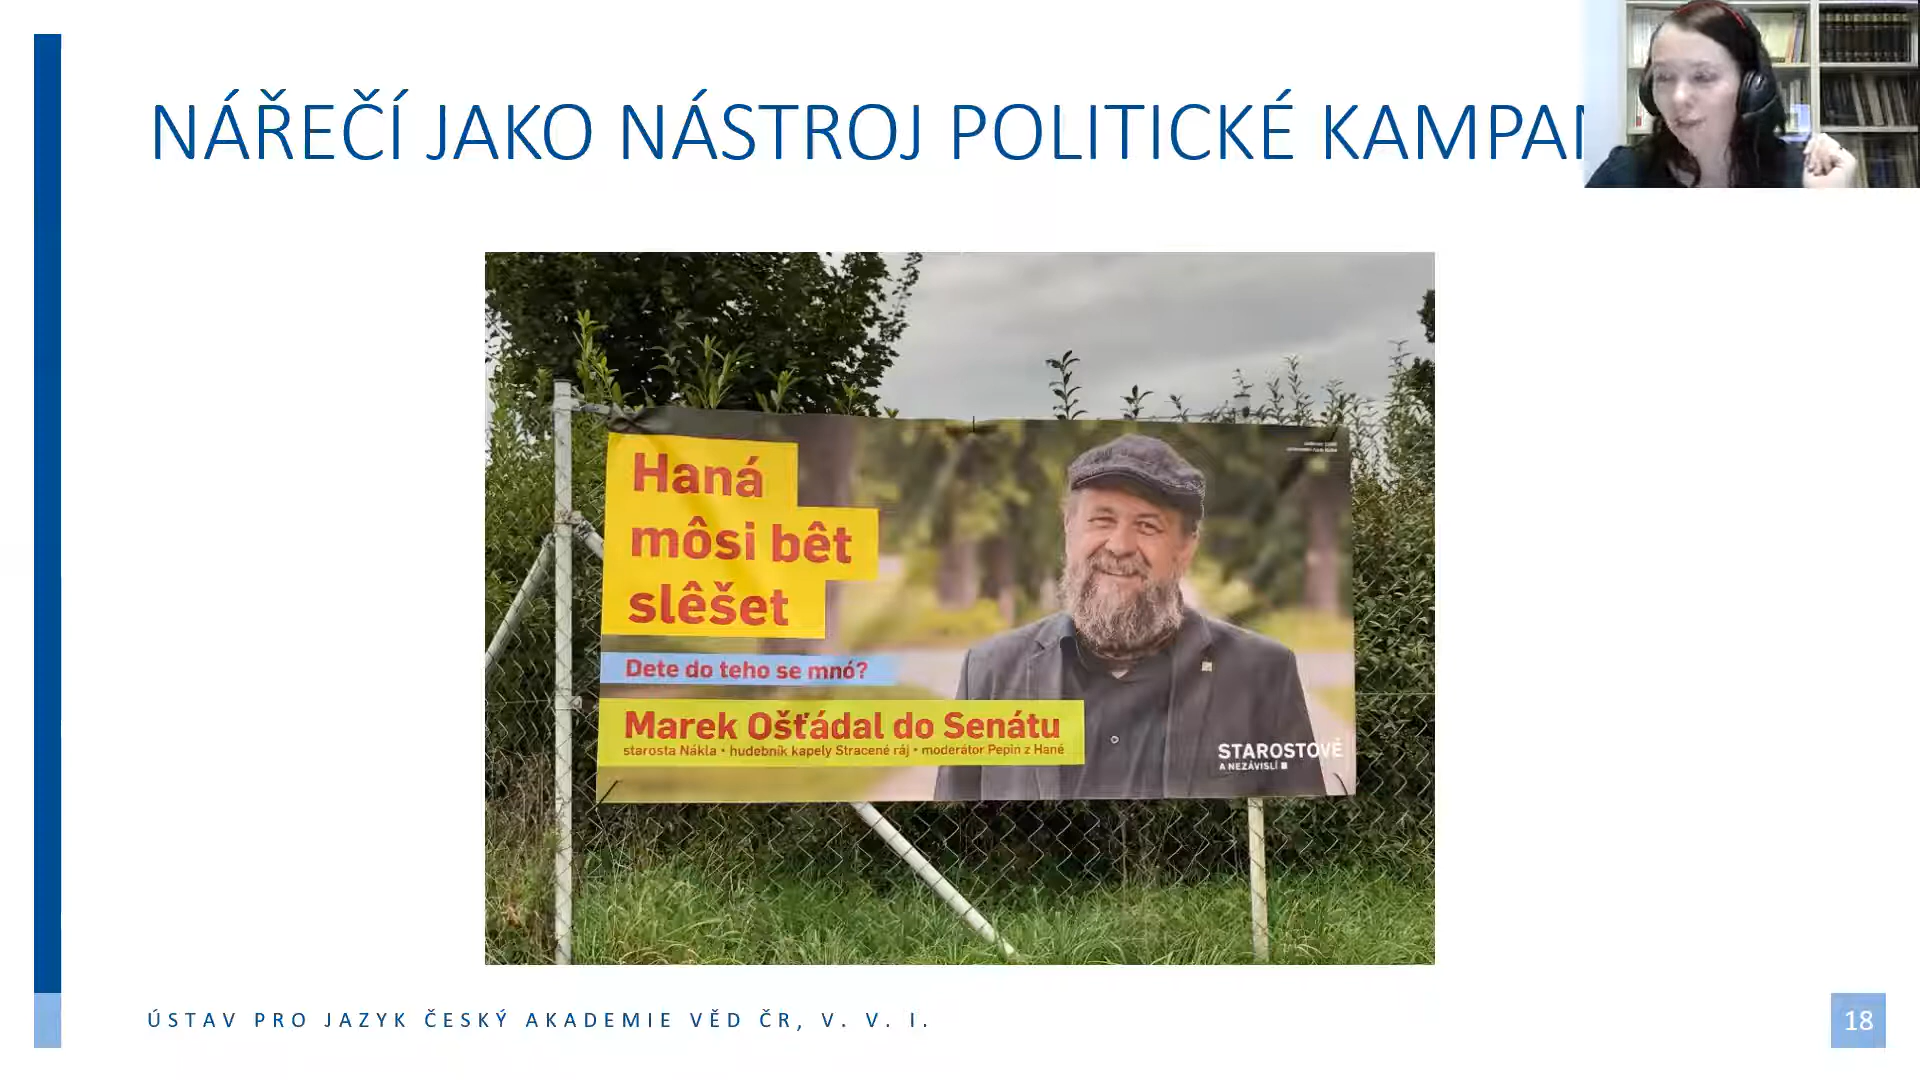 NÁŘEČÍ JAKO NÁSTROJ POLITICKÉ
Haná
môsi bêt
slêšet
Dete do teho se mnó?
Marek Ošťádal do Senátu
starosta Nákla • hudebník kapely Stracené ráj • moderátor Pepin z Hané
STAROSTOVÉ
A NEZÁVISLÍ
ÚSTAV PRO JAZYK ČESKÝ AKADEMIE VĚD ČR, V. V. I.
18